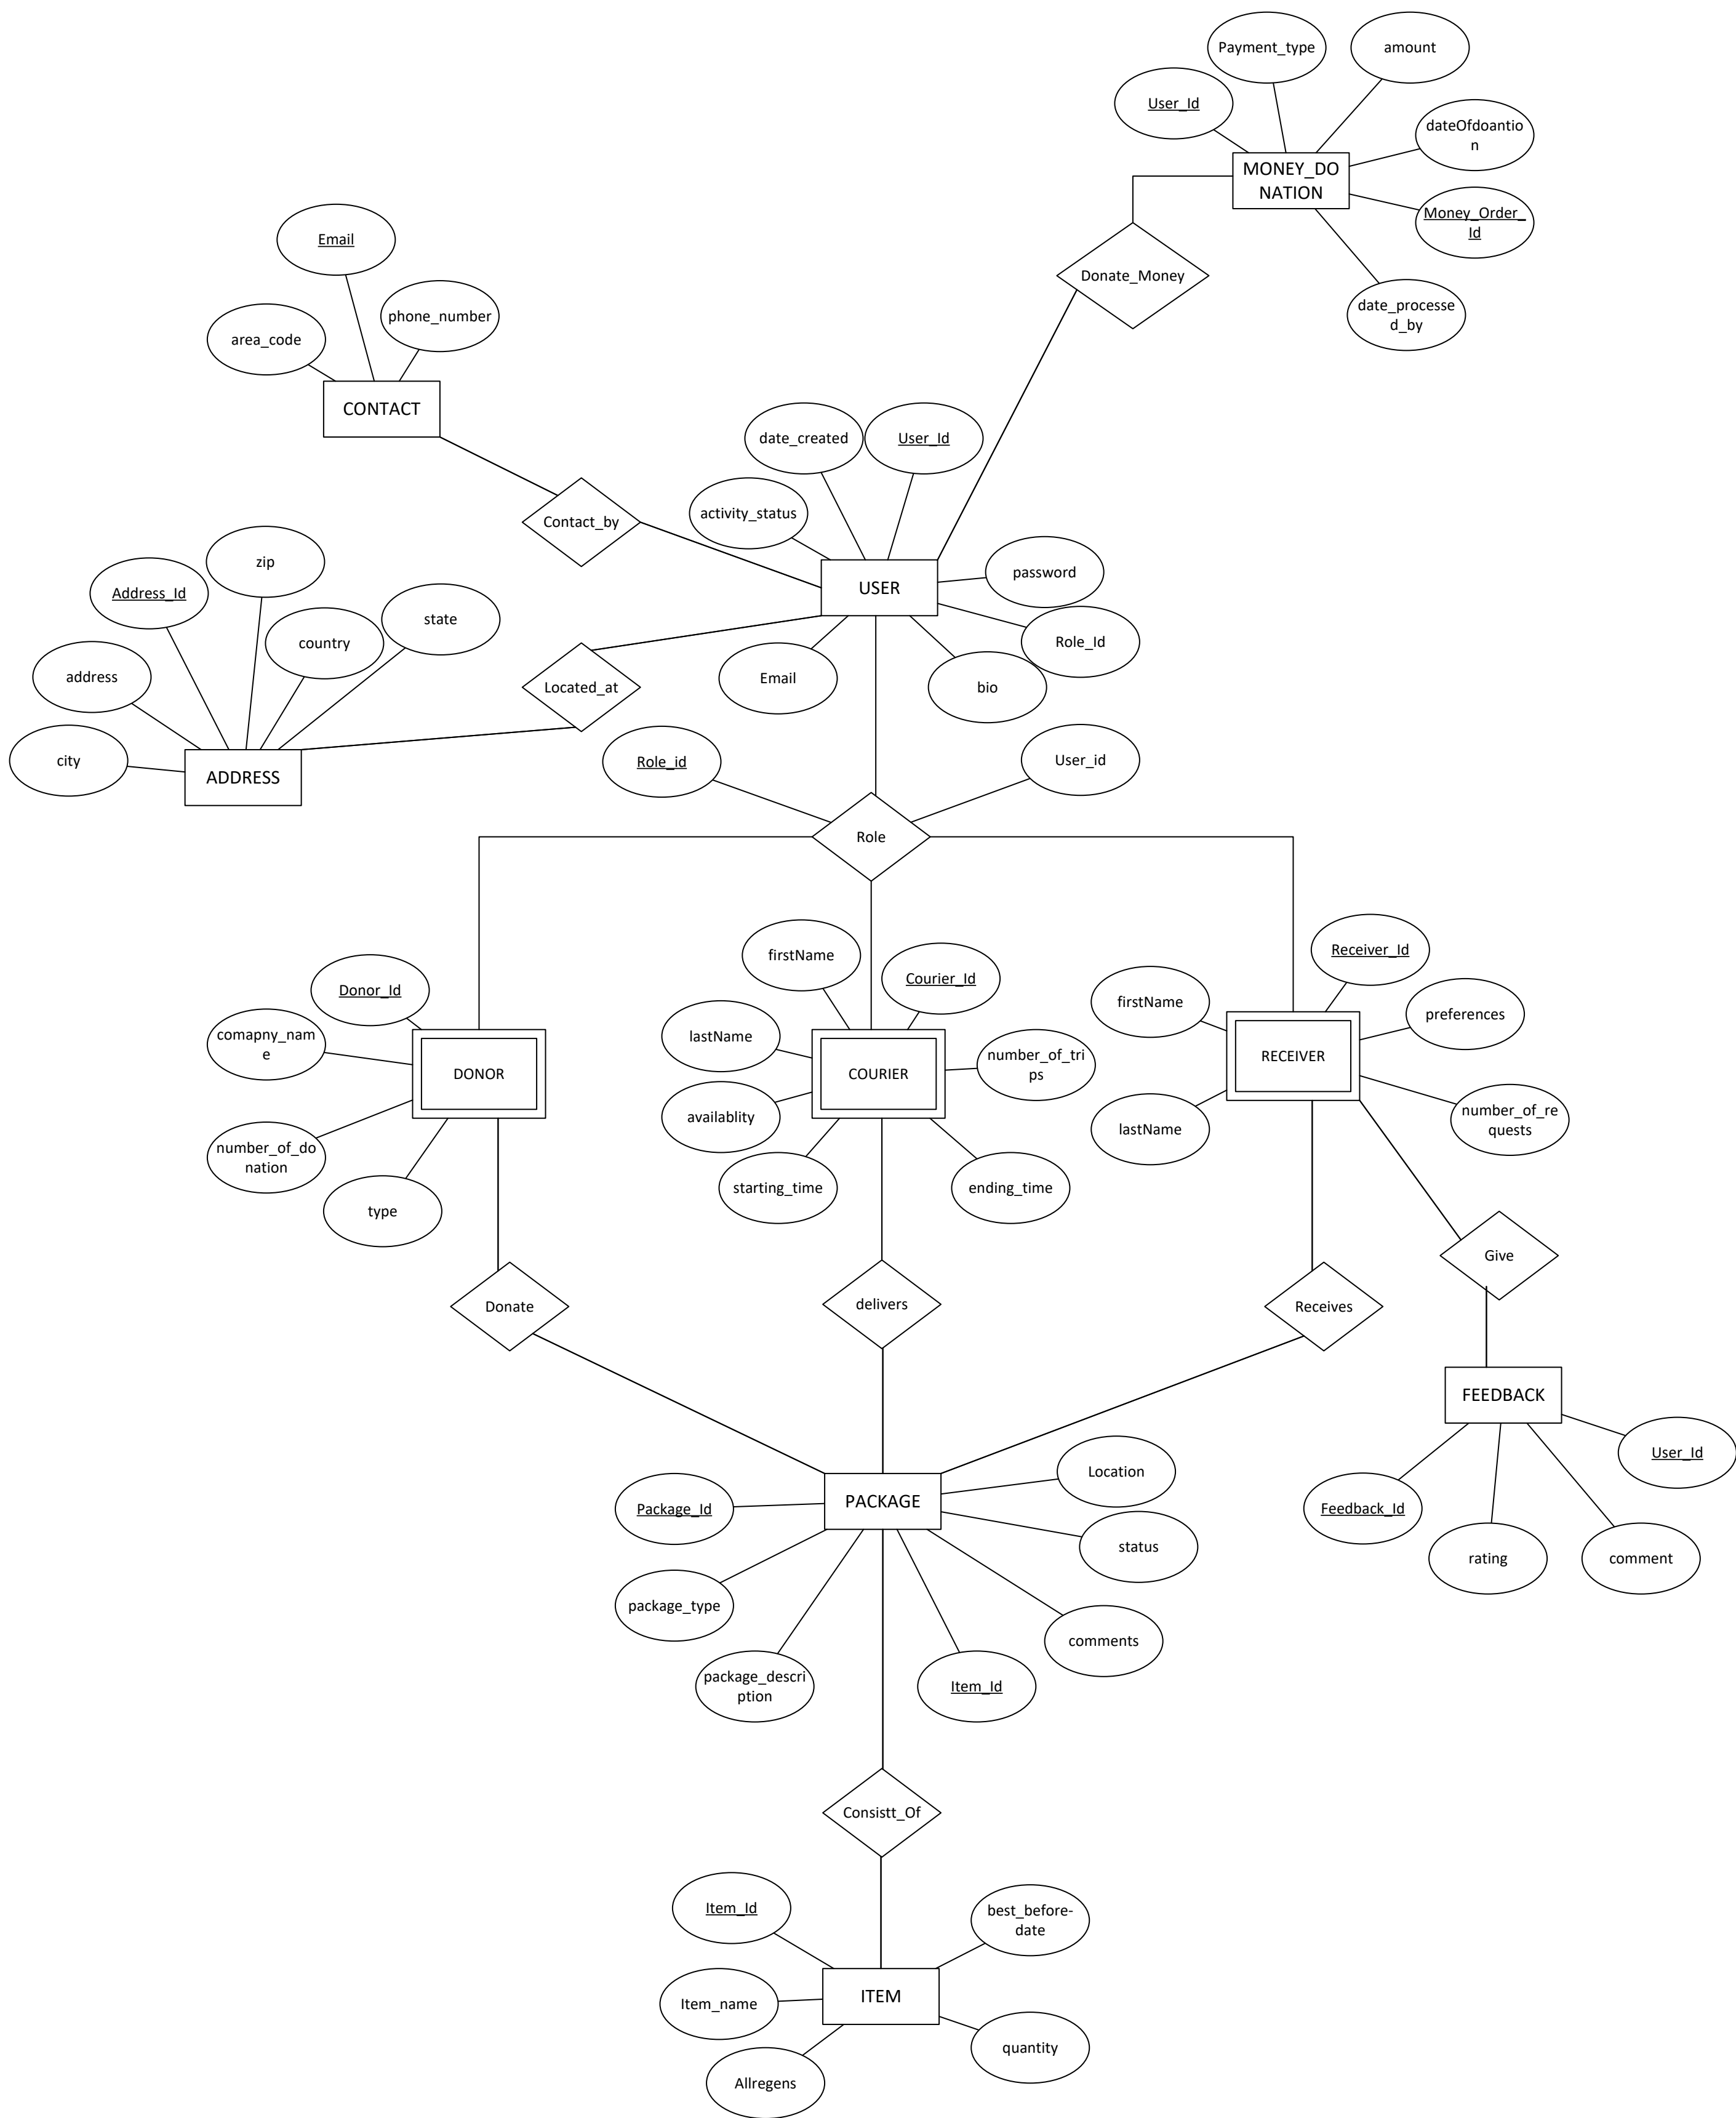 Payment_type
amount
User_Id
dateOfdoantio
n
MONEY_DO
NATION
Money_Order_
Id
Email
Donate_Money
phone_number
date_processe
d_by
area_code
CONTACT
date_created
User_Id
activity_status
Contact_by
zip
password
Address_Id
USER
state
country
Role_Id
address
Located_at
Email
bio
city
Role_id
User_id
ADDRESS
Role
firstName
Receiver_Id
Donor_Id
Courier_Id
firstName
preferences
comapny_nam
e
lastName
number_of_tri
ps
DONOR
COURIER
RECEIVER
availablity
number_of_re
quests
lastName
number_of_do
nation
starting_time
ending_time
type
Give
Donate
delivers
Receives
FEEDBACK
User_Id
Location
Package_Id
PACKAGE
Feedback_Id
status
rating
comment
package_type
comments
package_descri
ption
Item_Id
Consistt_Of
Item_Id
best_before-
date
Item_name
ITEM
quantity
Allregens